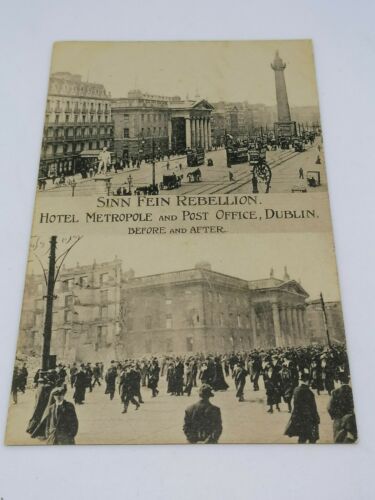 SINN FEIN REBELLION.
HOTEL METROPOLE AND POST OFFICE, DUBLIN.
BEFORE AND AFTER.